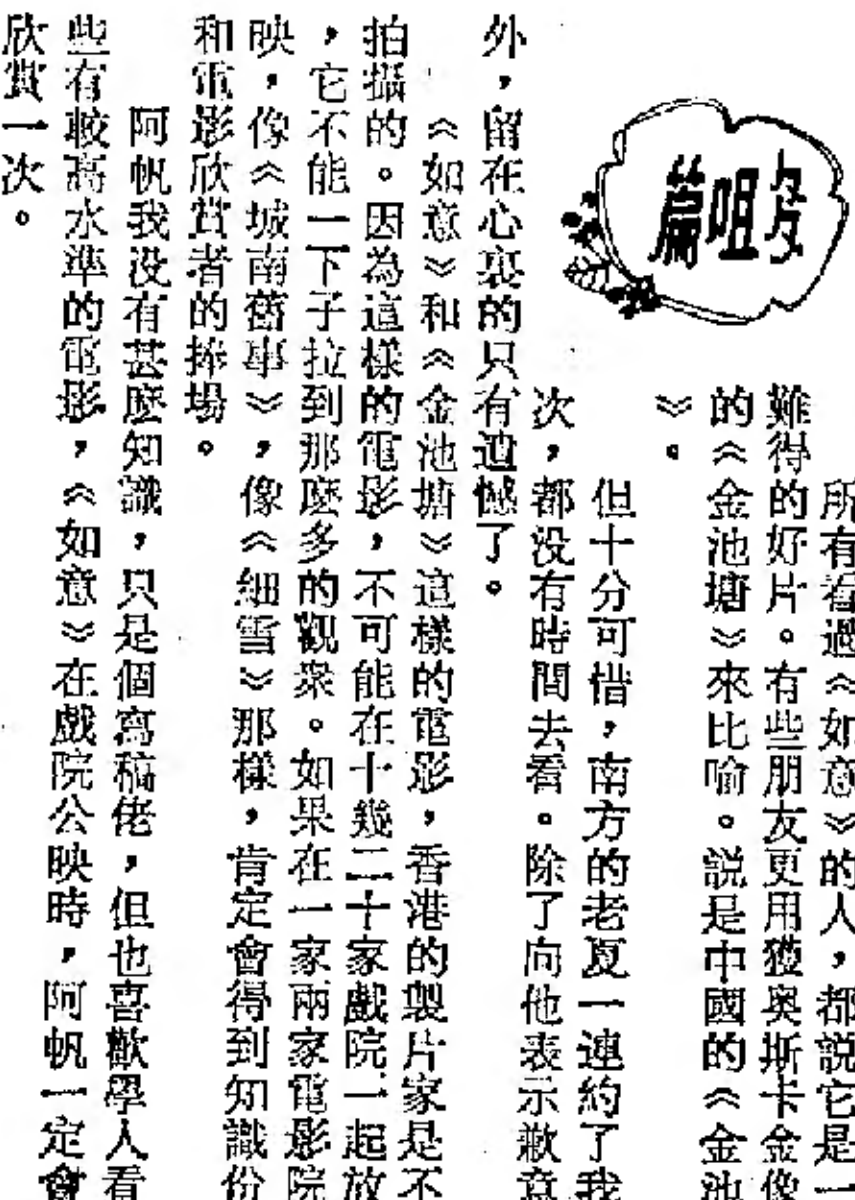 篇咀㕛
所有看過《如意》的人，都説它是一
難得的好片。有些朋友更用獲奥斯卡金像
的《金池塘》來比喻。説是中國的《金池
》。
但十分可惜，南方的老夏一連約了我
次，都没有時間去看。除了向他表示歉意
外，留在心裏的只有遺憾了。
《如意》和《金池塘》這樣的電影，香港的製片家是不
拍攝的。因為這樣的電影，不可能在十幾二十家戲院一起放
，它不能一下子拉到那麽多的觀衆。如果在一家兩家電影院
映，像《城南舊事》，像《細雪》那樣，肯定會得到知識份
和電影欣賞者的捧場。
阿帆我没有甚麽知識，只是個寫稿佬，但也喜歡學人看
些有較高水準的電影，《如意》在戲院公映時，阿帆一定會
欣賞一次。